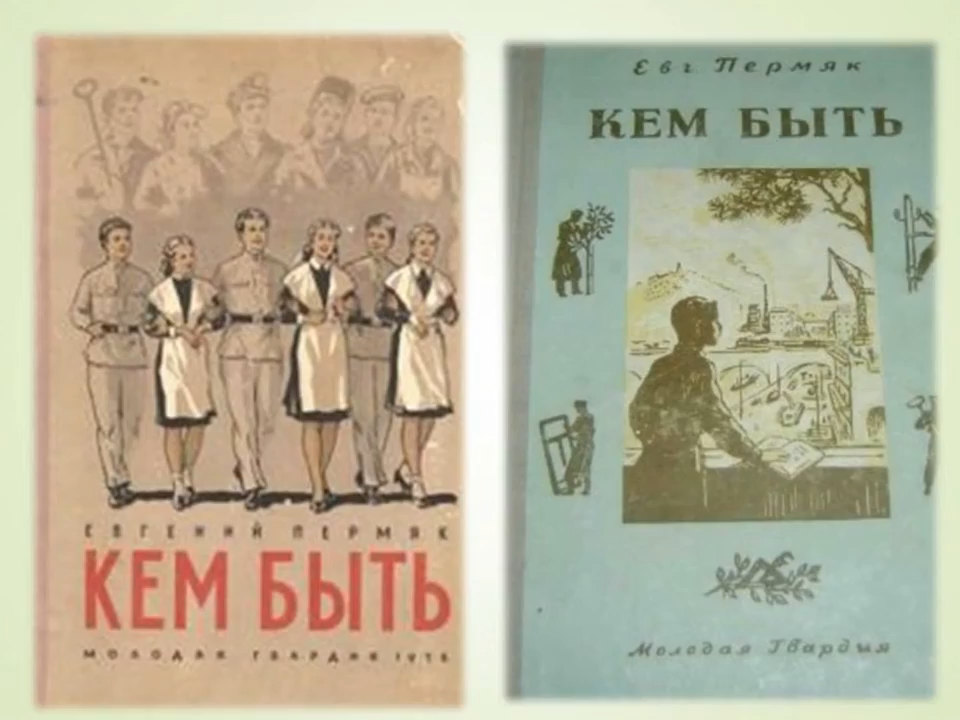 ЕВГЕНИЙ ПЕРМЯК
КЕМ БЫТЬ
МОЛОДАЯ ГВАРДИЯ
Евг. Пермяк
КЕМ БЫТЬ
Молодая Гвардия